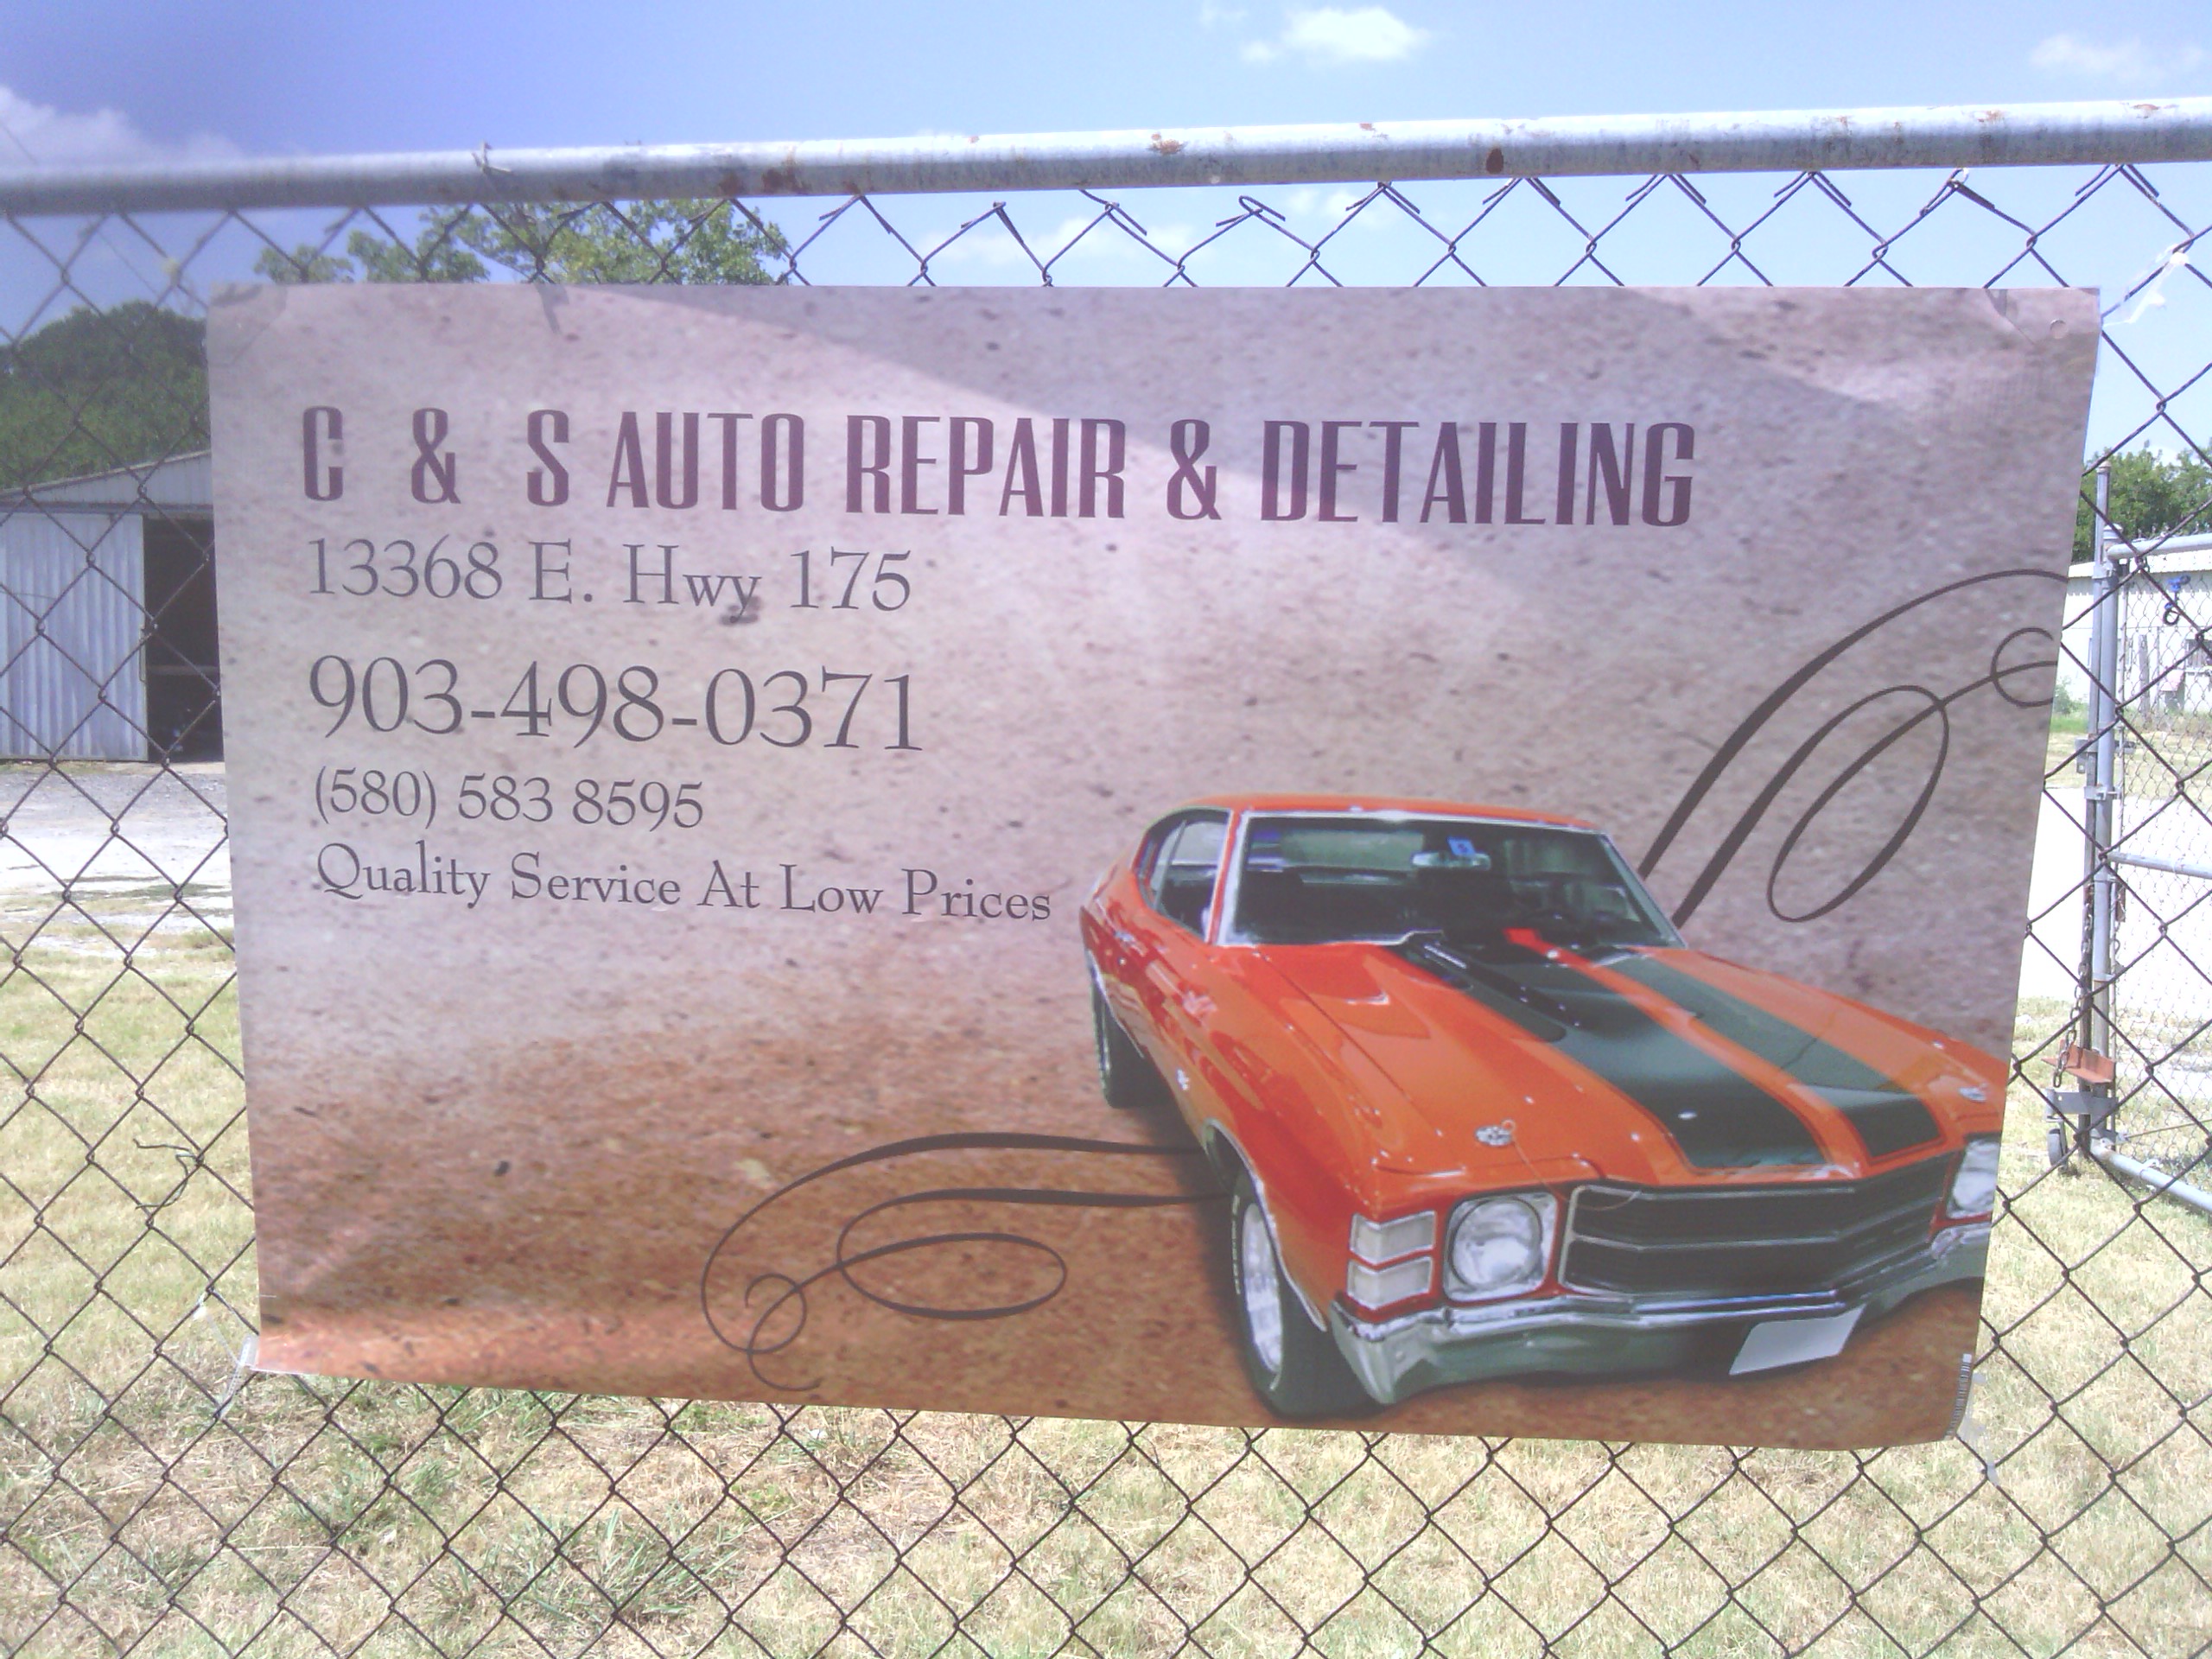 C & S AUTO REPAIR & DETAILING
13368 E. Hwy 175
903-498-0371
(580) 583 8595
Quality Service At Low Prices